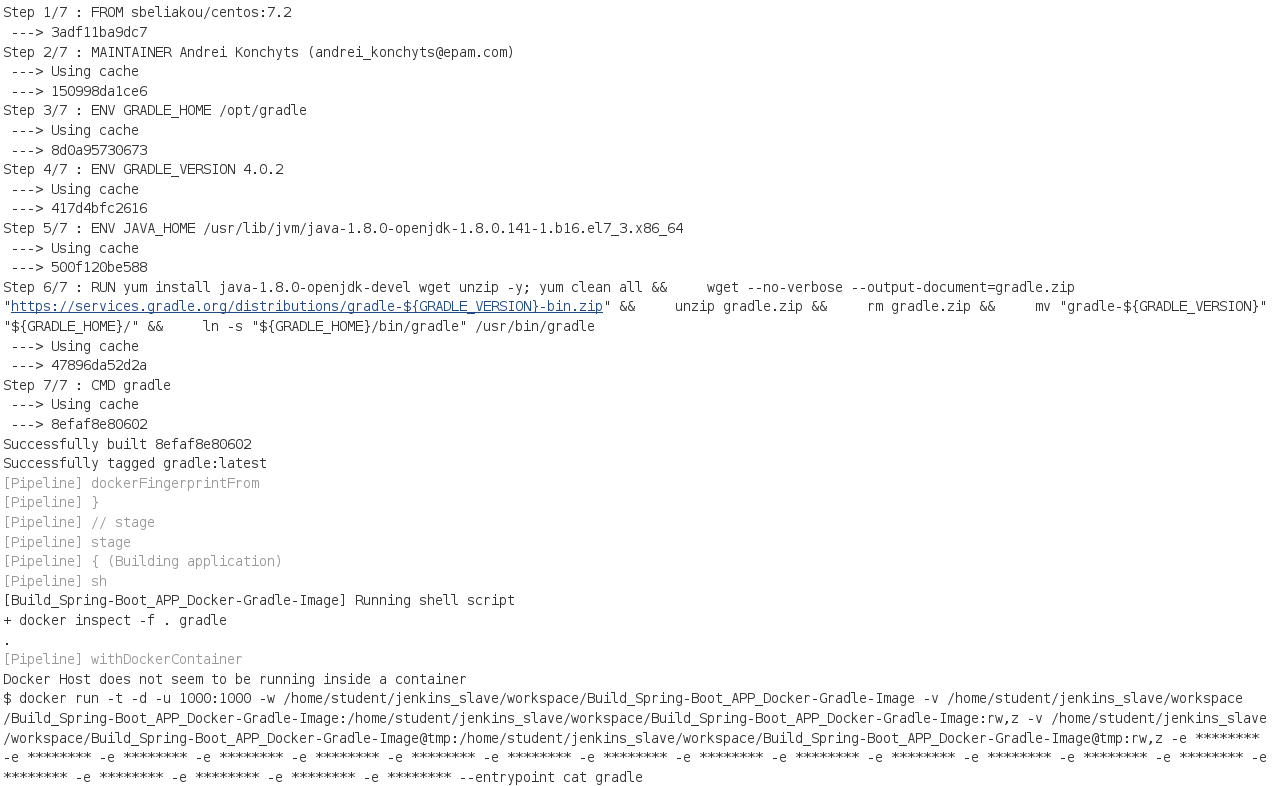 Step 1/7 : FROM sbeliakou/centos:7.2
 ---> 3adf11ba9dc7
Step 2/7 : MAINTAINER Andrei Konchyts (andrei_konchyts@epam.com)
 ---> Using cache
 ---> 150998da1ce6
Step 3/7 : ENV GRADLE_HOME /opt/gradle
 ---> Using cache
 ---> 8d0a95730673
Step 4/7 : ENV GRADLE_VERSION 4.0.2
 ---> Using cache
 ---> 417d4bfc2616
Step 5/7 : ENV JAVA_HOME /usr/lib/jvm/java-1.8.0-openjdk-1.8.0.141-1.b16.el7_3.x86_64
 ---> Using cache
 ---> 500f120be588
Step 6/7 : RUN yum install java-1.8.0-openjdk-devel wget unzip -y; yum clean all &&     wget --no-verbose --output-document=gradle.zip
"https://services.gradle.org/distributions/gradle-${GRADLE_VERSION}-bin.zip" &&     unzip gradle.zip &&     rm gradle.zip &&     mv "gradle-${GRADLE_VERSION}"
"${GRADLE_HOME}/" &&     ln -s "${GRADLE_HOME}/bin/gradle" /usr/bin/gradle
 ---> Using cache
 ---> 47896da52d2a
Step 7/7 : CMD gradle
 ---> Using cache
 ---> 8efaf8e80602
Successfully built 8efaf8e80602
Successfully tagged gradle:latest
[Pipeline] dockerFingerprintFrom
[Pipeline] }
[Pipeline] // stage
[Pipeline] stage
[Pipeline] { (Building application)
[Pipeline] sh
[Build_Spring-Boot_APP_Docker-Gradle-Image] Running shell script
+ docker inspect -f . gradle
.
[Pipeline] withDockerContainer
Docker Host does not seem to be running inside a container
$ docker run -t -d -u 1000:1000 -w /home/student/jenkins_slave/workspace/Build_Spring-Boot_APP_Docker-Gradle-Image -v /home/student/jenkins_slave/workspace
/Build_Spring-Boot_APP_Docker-Gradle-Image:/home/student/jenkins_slave/workspace/Build_Spring-Boot_APP_Docker-Gradle-Image:rw,z -v /home/student/jenkins_slave
/workspace/Build_Spring-Boot_APP_Docker-Gradle-Image@tmp:/home/student/jenkins_slave/workspace/Build_Spring-Boot_APP_Docker-Gradle-Image@tmp:rw,z -e ********
-e ******** -e ******** -e ******** -e ******** -e ******** -e ******** -e ******** -e ******** -e ******** -e ******** -e ******** -e ******** -e ******** -e
******** -e ******** -e ******** -e ******** -e ******** --entrypoint cat gradle